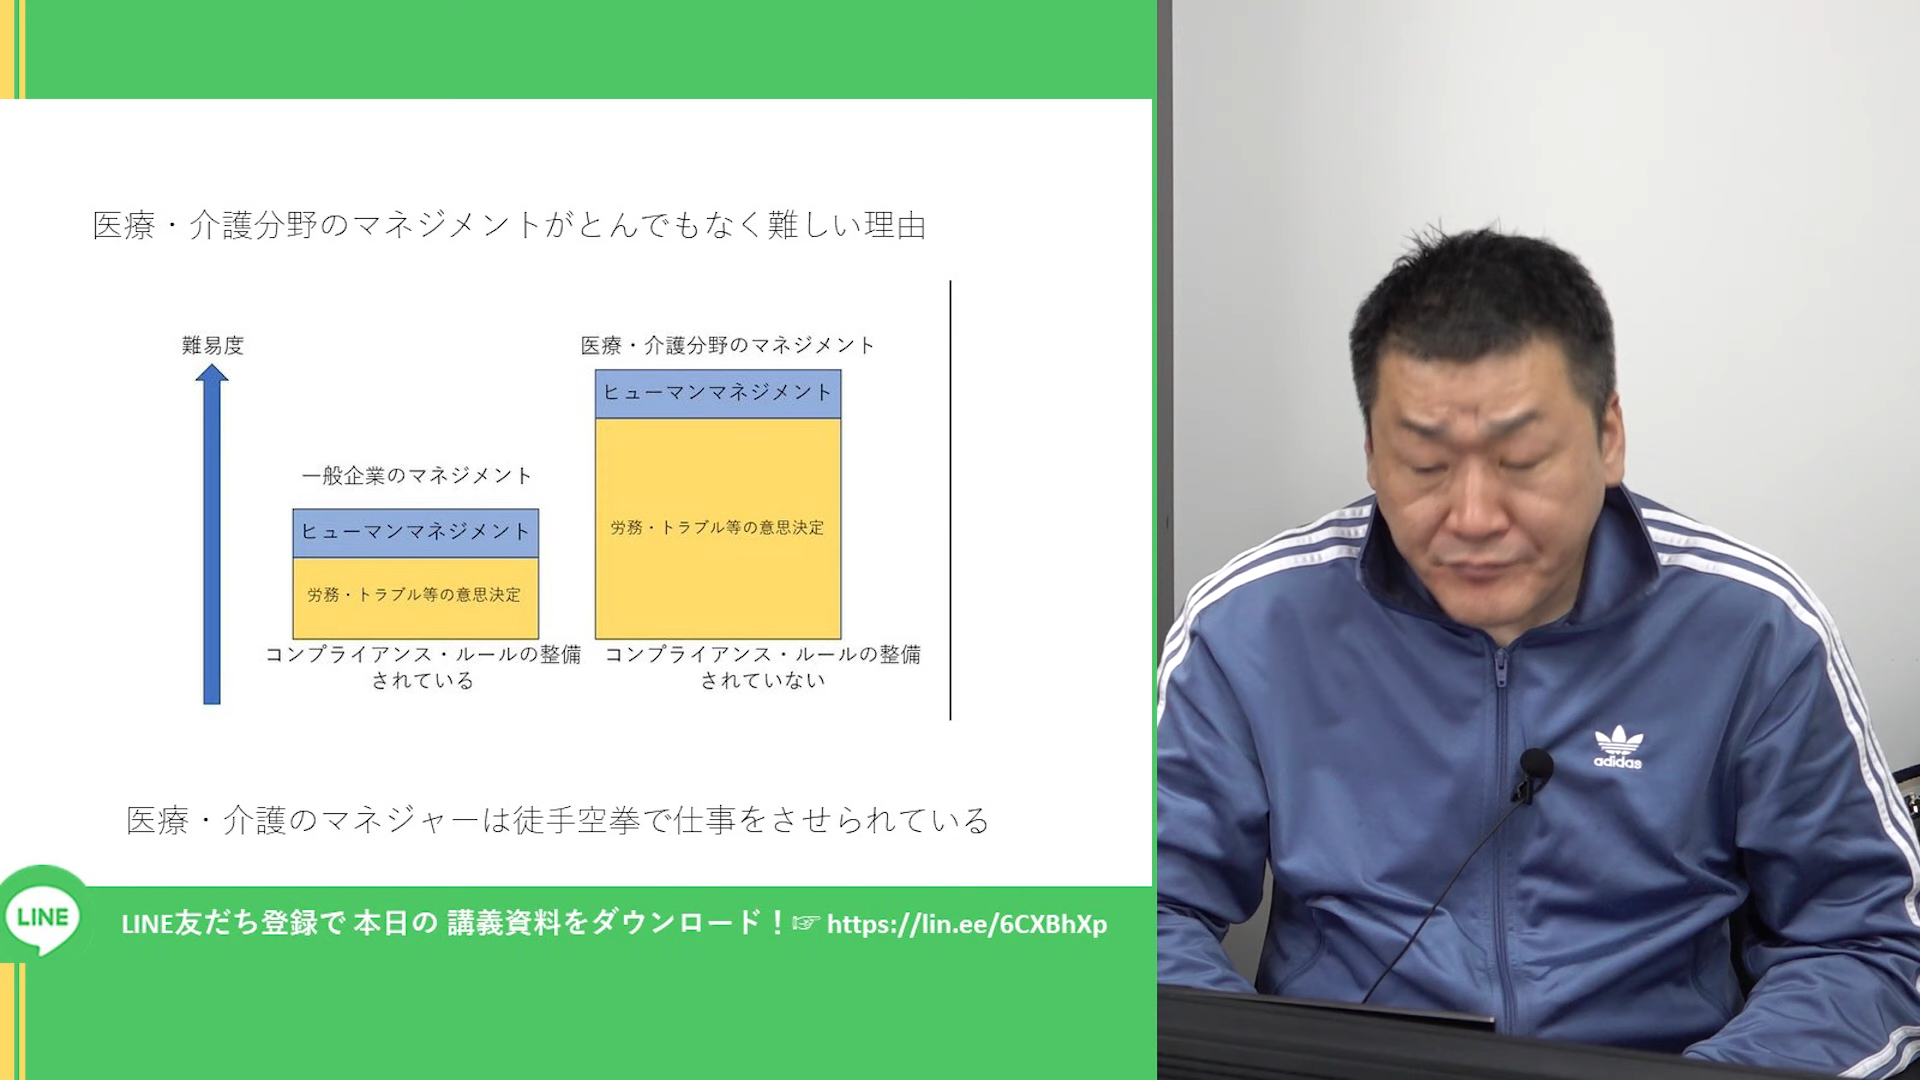 医療・介護分野のマネジメントがとんでもなく難しい理由
難易度
医療・介護分野のマネジメント
ヒューマンマネジメント
労務・トラブル等の意思決定
コンプライアンス・ルールの整備
されていない
一般企業のマネジメント
ヒューマンマネジメント
労務・トラブル等の意思決定
コンプライアンス・ルールの整備
されている
医療・介護のマネジャーは徒手空拳で仕事をさせられている
LINE
LINE友だち登録で 本日の 講義資料をダウンロード！☞ https://lin.ee/6CXBhXp
adidas